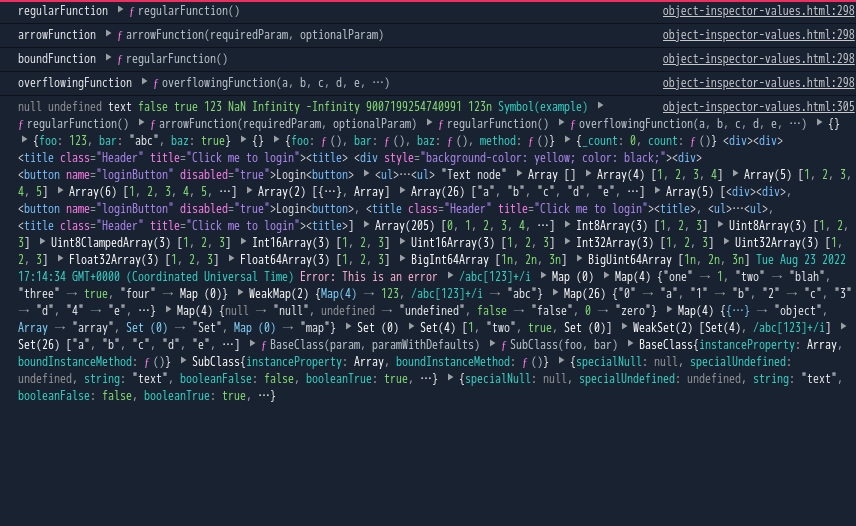 regularFunction ▶ ƒ regularFunction() object-inspector-values.html:298
arrowFunction ▶ ƒ arrowFunction(requiredParam, optionalParam) object-inspector-values.html:298
boundFunction ▶ ƒ regularFunction() object-inspector-values.html:298
overflowingFunction ▶ ƒ overflowingFunction(a, b, c, d, e, …) object-inspector-values.html:298
null undefined text false true 123 NaN Infinity -Infinity 9007199254740991 123n Symbol(example) ▶ object-inspector-values.html:305
ƒ regularFunction() ▶ ƒ arrowFunction(requiredParam, optionalParam) ▶ ƒ regularFunction() ▶ ƒ overflowingFunction(a, b, c, d, e, …) ▶ {}
▶ {foo: 123, bar: "abc", baz: true} ▶ {} ▶ {foo: ƒ (), bar: ƒ (), baz: ƒ (), method: ƒ ()} ▶ {_count: 0, count: ƒ ()} <div><div>
<title class="Header" title="Click me to login"><title> <div style="background-color: yellow; color: black;"><div>
<button name="loginButton" disabled="true">Login<button> ▶ <ul>…<ul> "Text node" ▶ Array [] ▶ Array(4) [1, 2, 3, 4] ▶ Array(5) [1, 2, 3,
4, 5] ▶ Array(6) [1, 2, 3, 4, 5, …] ▶ Array(2) [{…}, Array] ▶ Array(26) ["a", "b", "c", "d", "e", …] ▶ Array(5) [<div><div>,
<button name="loginButton" disabled="true">Login<button>, <title class="Header" title="Click me to login"><title>, <ul>…<ul>,
<title class="Header" title="Click me to login"><title>] ▶ Array(205) [0, 1, 2, 3, 4, …] ▶ Int8Array(3) [1, 2, 3] ▶ Uint8Array(3) [1, 2,
3] ▶ Uint8ClampedArray(3) [1, 2, 3] ▶ Int16Array(3) [1, 2, 3] ▶ Uint16Array(3) [1, 2, 3] ▶ Int32Array(3) [1, 2, 3] ▶ Uint32Array(3) [1,
2, 3] ▶ Float32Array(3) [1, 2, 3] ▶ Float64Array(3) [1, 2, 3] ▶ BigInt64Array [1n, 2n, 3n] ▶ BigUint64Array [1n, 2n, 3n] Tue Aug 23 2022
17:14:34 GMT+0000 (Coordinated Universal Time) Error: This is an error ▶ /abc[123]+/i ▶ Map (0) ▶ Map(4) {"one" → 1, "two" → "blah",
"three" → true, "four" → Map (0)} ▶ WeakMap(2) {Map(4) → 123, /abc[123]+/i → "abc"} ▶ Map(26) {"0" → "a", "1" → "b", "2" → "c", "3"
→ "d", "4" → "e", …} ▶ Map(4) {null → "null", undefined → "undefined", false → "false", 0 → "zero"} ▶ Map(4) {{…} → "object",
Array → "array", Set (0) → "Set", Map (0) → "map"} ▶ Set (0) ▶ Set(4) [1, "two", true, Set (0)] ▶ WeakSet(2) [Set(4), /abc[123]+/i] ▶
Set(26) ["a", "b", "c", "d", "e", …] ▶ ƒ BaseClass(param, paramWithDefaults) ▶ ƒ SubClass(foo, bar) ▶ BaseClass{instanceProperty: Array,
boundInstanceMethod: ƒ ()} ▶ SubClass{instanceProperty: Array, boundInstanceMethod: ƒ ()} ▶ {specialNull: null, specialUndefined:
undefined, string: "text", booleanFalse: false, booleanTrue: true, …} ▶ {specialNull: null, specialUndefined: undefined, string: "text",
booleanFalse: false, booleanTrue: true, …}